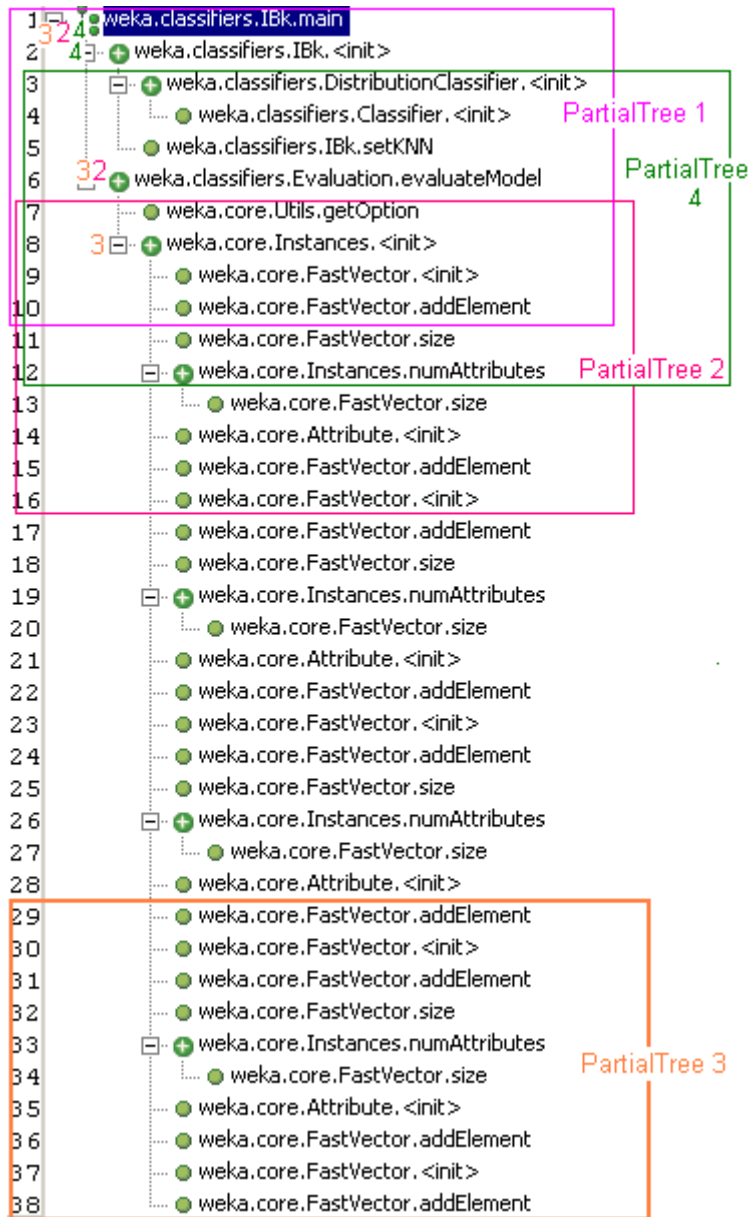 1 324 weka.classifiers.IBk.main
2 4 weka.classifiers.IBk.<init>
3 weka.classifiers.DistributionClassifier.<init>
4 weka.classifiers.Classifier.<init> PartialTree 1
5 weka.classifiers.IBk.setKNN
6 32 weka.classifiers.Evaluation.evaluateModel PartialTree 4
7 weka.core.Utils.getOption
8 3 weka.core.Instances.<init>
9 weka.core.FastVector.<init>
10 weka.core.FastVector.addElement
11 weka.core.FastVector.size
12 weka.core.Instances.numAttributes PartialTree 2
13 weka.core.FastVector.size
14 weka.core.Attribute.<init>
15 weka.core.FastVector.addElement
16 weka.core.FastVector.<init>
17 weka.core.FastVector.addElement
18 weka.core.FastVector.size
19 weka.core.Instances.numAttributes
20 weka.core.FastVector.size
21 weka.core.Attribute.<init>
22 weka.core.FastVector.addElement
23 weka.core.FastVector.<init>
24 weka.core.FastVector.addElement
25 weka.core.FastVector.size
26 weka.core.Instances.numAttributes
27 weka.core.FastVector.size
28 weka.core.Attribute.<init>
29 weka.core.FastVector.addElement
30 weka.core.FastVector.<init>
31 weka.core.FastVector.addElement
32 weka.core.FastVector.size
33 weka.core.Instances.numAttributes PartialTree 3
34 weka.core.FastVector.size
35 weka.core.Attribute.<init>
36 weka.core.FastVector.addElement
37 weka.core.FastVector.<init>
38 weka.core.FastVector.addElement